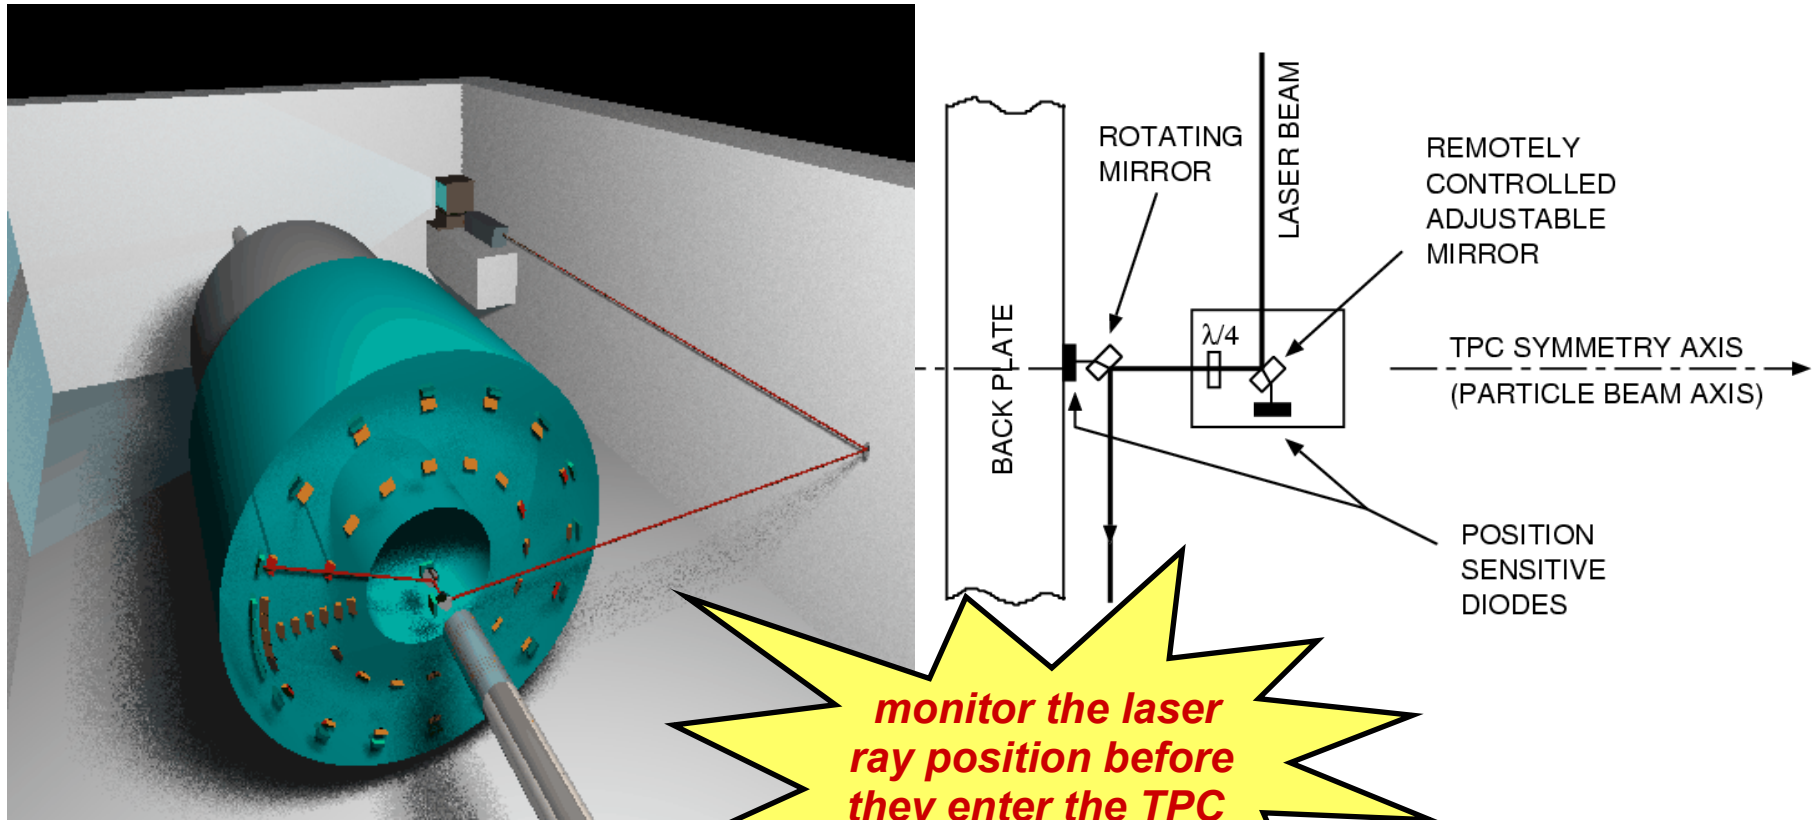 ROTATING
MIRROR
LASER BEAM
REMOTELY
CONTROLLED
ADJUSTABLE
MIRROR
BACK PLATE
λ/4
TPC SYMMETRY AXIS
(PARTICLE BEAM AXIS)
POSITION
SENSITIVE
DIODES
monitor the laser
ray position before
they enter the TPC